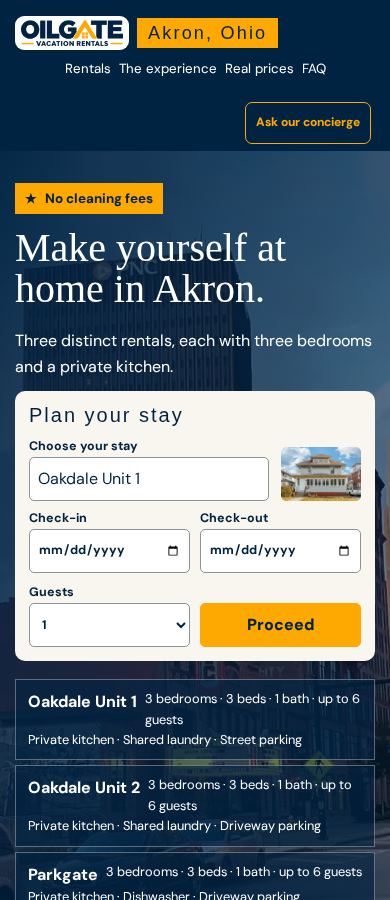 OILGATE
VACATION RENTALS
Akron, Ohio
Rentals The experience Real prices FAQ
Ask our concierge
★ No cleaning fees
Make yourself at
home in Akron.
Three distinct rentals, each with three bedrooms
and a private kitchen.
Plan your stay
Choose your stay
Oakdale Unit 1
Check-in
Check-out
mm/dd/yyyy
mm/dd/yyyy
Guests
1
Proceed
Oakdale Unit 1 3 bedrooms · 3 beds · 1 bath · up to 6
guests
Private kitchen · Shared laundry · Street parking
Oakdale Unit 2 3 bedrooms · 3 beds · 1 bath · up to
6 guests
Private kitchen · Shared laundry · Driveway parking
Parkgate 3 bedrooms · 3 beds · 1 bath · up to 6 guests
Private kitchen · Dishwasher · Driveway parking
PNC